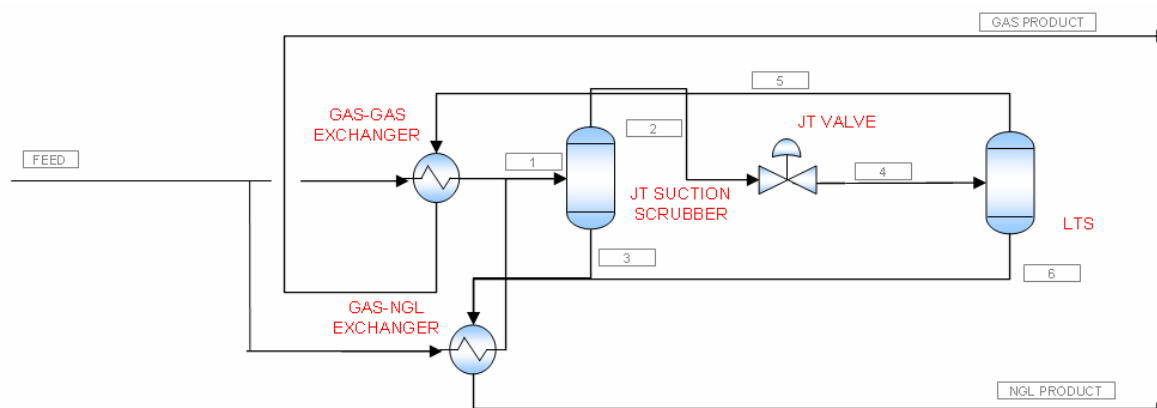 GAS PRODUCT
5
GAS-GAS
EXCHANGER
JT VALVE
2
FEED
1
4
JT SUCTION
SCRUBBER
LTS
3
6
GAS-NGL
EXCHANGER
NGL PRODUCT